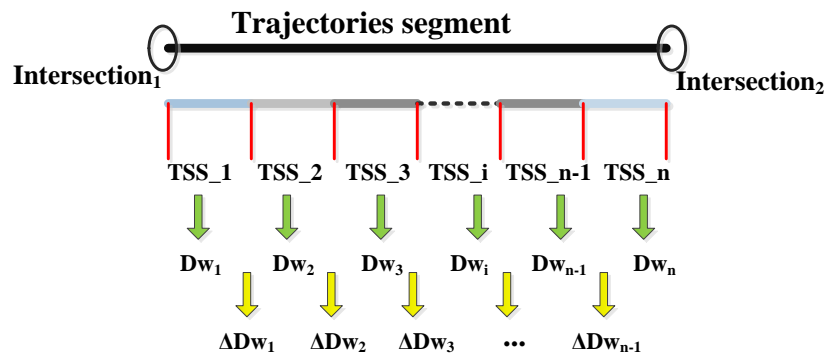 Trajectories segment
Intersection₁
Intersection₂
TSS_1 TSS_2 TSS_3 TSS_i TSS_n-1 TSS_n
Dw₁ Dw₂ Dw₃ Dwᵢ Dwₙ₋₁ Dwₙ
ΔDw₁ ΔDw₂ ΔDw₃ ... ΔDwₙ₋₁